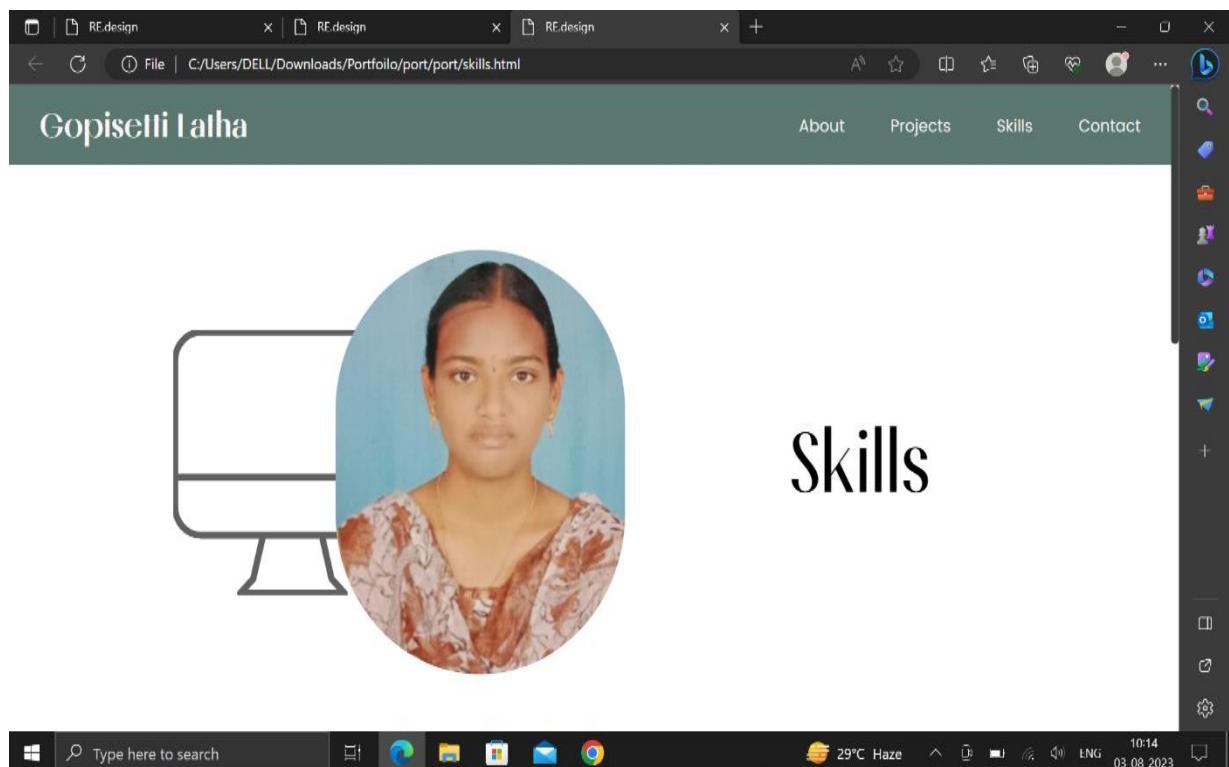 RE.design RE.design RE.design
File C:/Users/DELL/Downloads/Portfoilo/port/port/skills.html
Gopisetti Latha About Projects Skills Contact
Skills
Type here to search 29°C Haze ENG 10:14
03-08-2023